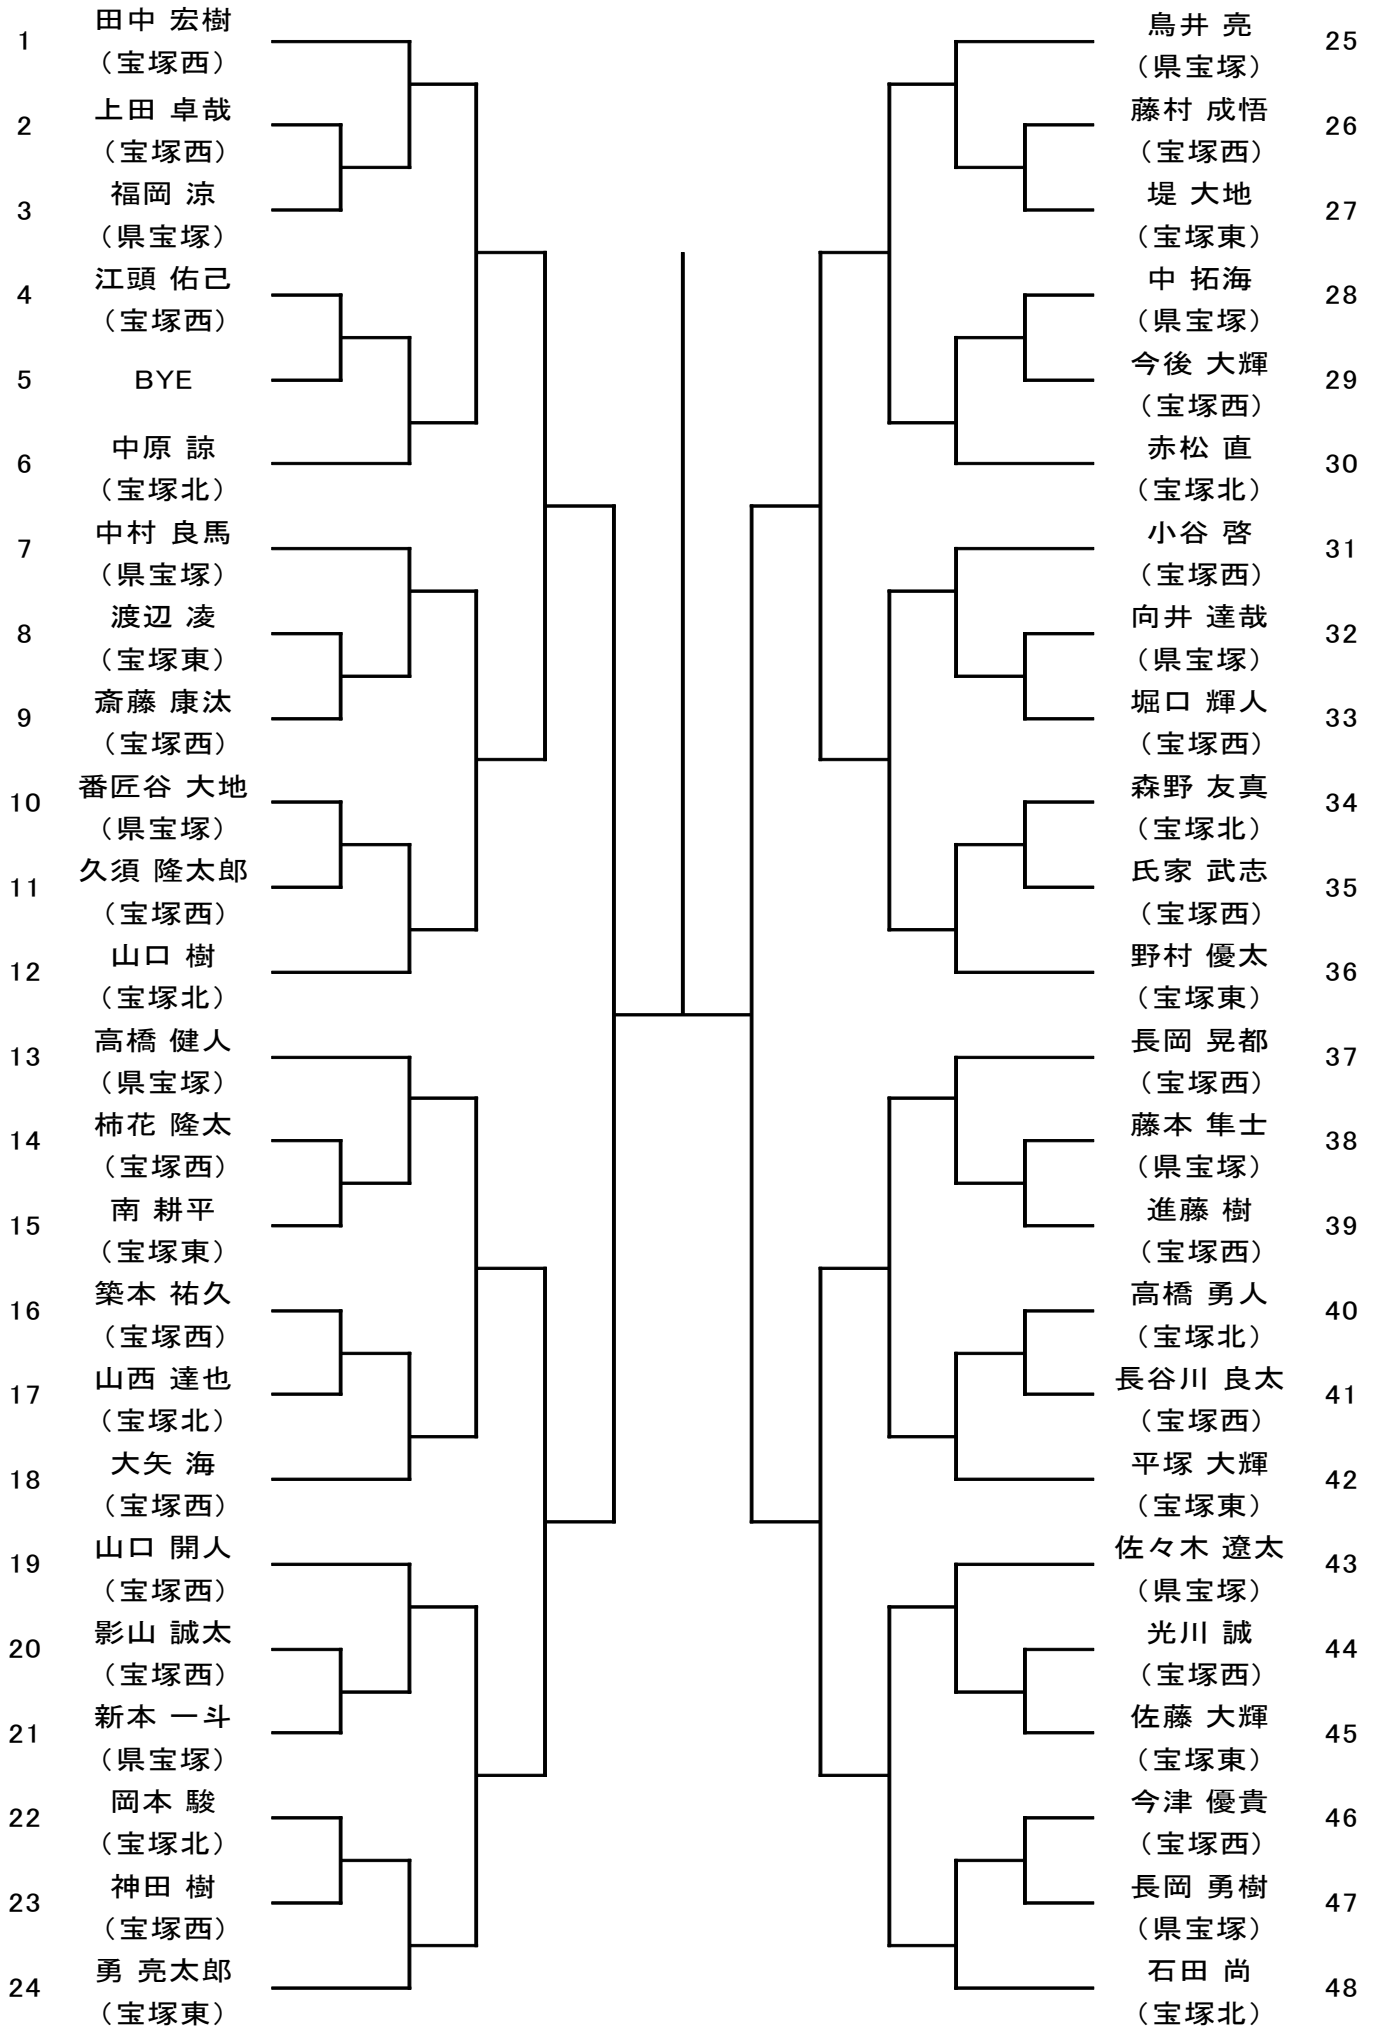 1 田中 宏樹
（宝塚西）
2 上田 卓哉
（宝塚西）
3 福岡 涼
（県宝塚）
4 江頭 佑己
（宝塚西）
5 BYE
6 中原 諒
（宝塚北）
7 中村 良馬
（県宝塚）
8 渡辺 凌
（宝塚東）
9 斎藤 康汰
（宝塚西）
10 番匠谷 大地
（県宝塚）
11 久須 隆太郎
（宝塚西）
12 山口 樹
（宝塚北）
13 高橋 健人
（県宝塚）
14 柿花 隆太
（宝塚西）
15 南 耕平
（宝塚東）
16 築本 祐久
（宝塚西）
17 山西 達也
（宝塚北）
18 大矢 海
（宝塚西）
19 山口 開人
（宝塚西）
20 影山 誠太
（宝塚西）
21 新本 一斗
（県宝塚）
22 岡本 駿
（宝塚北）
23 神田 樹
（宝塚西）
24 勇 亮太郎
（宝塚東）
鳥井 亮 25
（県宝塚）
藤村 成悟 26
（宝塚西）
堤 大地 27
（宝塚東）
中 拓海 28
（県宝塚）
今後 大輝 29
（宝塚西）
赤松 直 30
（宝塚北）
小谷 啓 31
（宝塚西）
向井 達哉 32
（県宝塚）
堀口 輝人 33
（宝塚西）
森野 友真 34
（宝塚北）
氏家 武志 35
（宝塚西）
野村 優太 36
（宝塚東）
長岡 晃都 37
（宝塚西）
藤本 隼士 38
（県宝塚）
進藤 樹 39
（宝塚西）
高橋 勇人 40
（宝塚北）
長谷川 良太 41
（宝塚西）
平塚 大輝 42
（宝塚東）
佐々木 遼太 43
（県宝塚）
光川 誠 44
（宝塚西）
佐藤 大輝 45
（宝塚東）
今津 優貴 46
（宝塚西）
長岡 勇樹 47
（県宝塚）
石田 尚 48
（宝塚北）